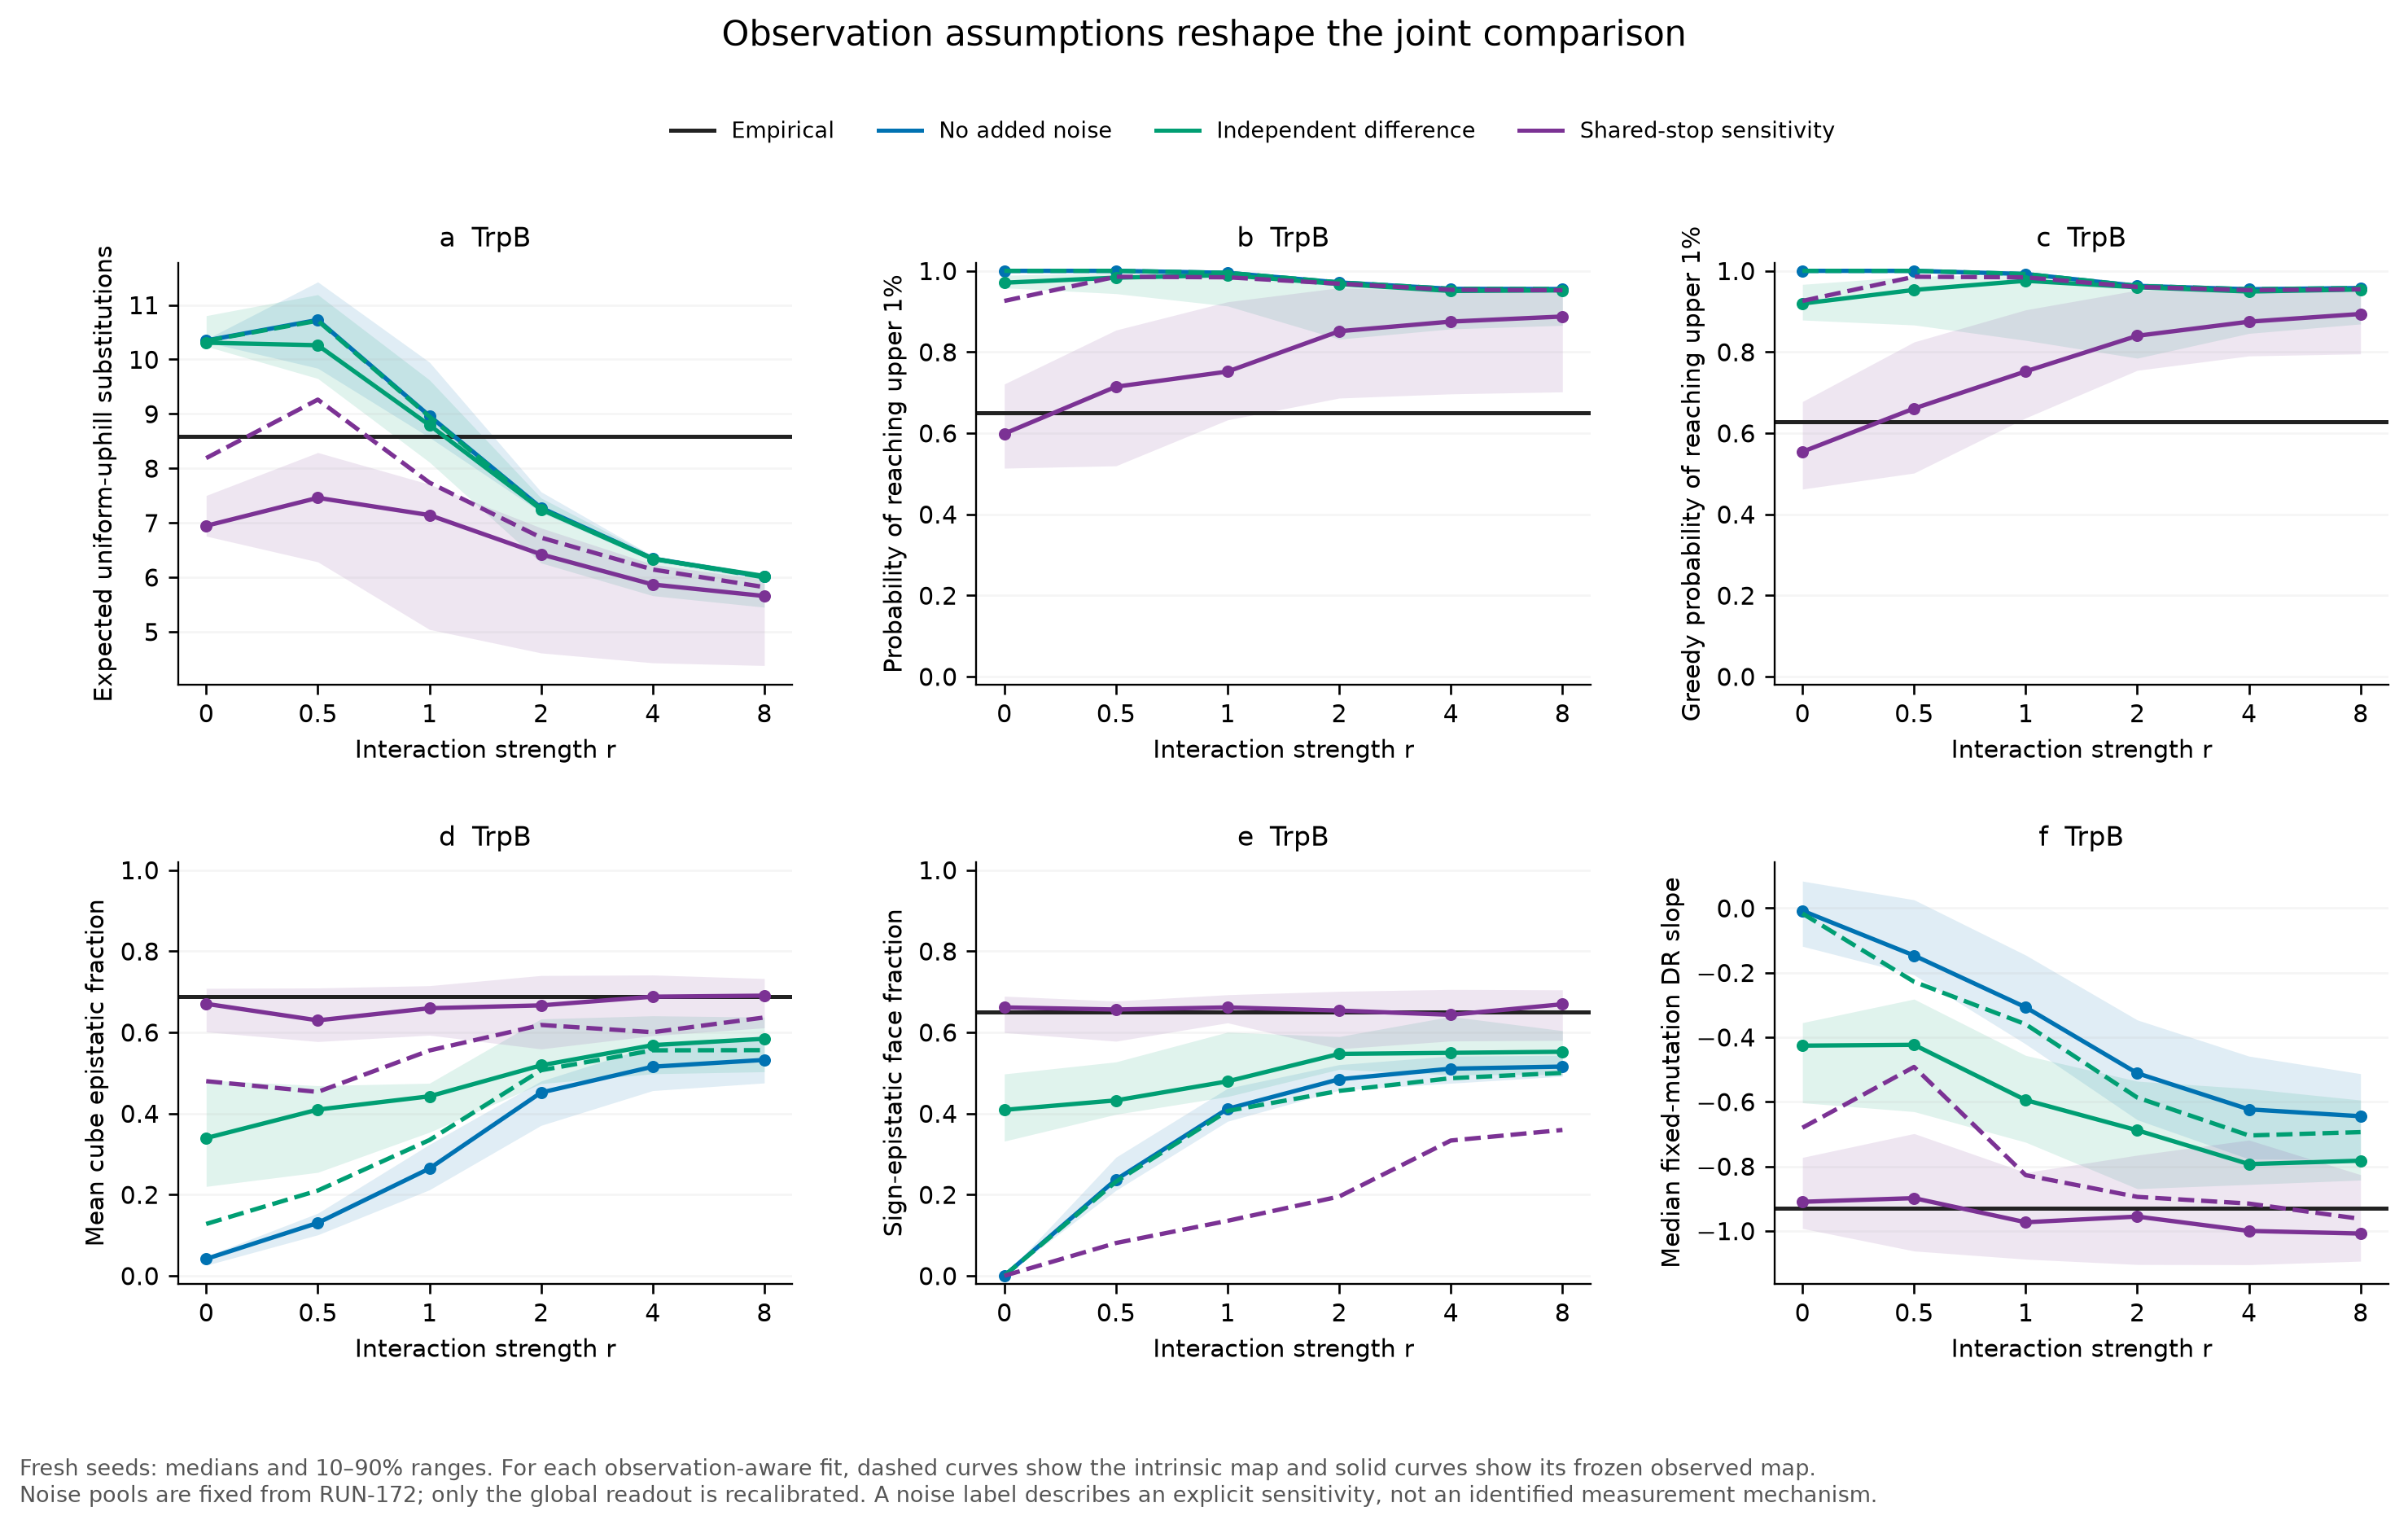 Observation assumptions reshape the joint comparison
Empirical
No added noise
Independent difference
Shared-stop sensitivity
a TrpB
Expected uniform-uphill substitutions
11
10
9
8
7
6
5
0 0.5 1 2 4 8
Interaction strength r
b TrpB
Probability of reaching upper 1%
1.0
0.8
0.6
0.4
0.2
0.0
0 0.5 1 2 4 8
Interaction strength r
c TrpB
Greedy probability of reaching upper 1%
1.0
0.8
0.6
0.4
0.2
0.0
0 0.5 1 2 4 8
Interaction strength r
d TrpB
Mean cube epistatic fraction
1.0
0.8
0.6
0.4
0.2
0.0
0 0.5 1 2 4 8
Interaction strength r
e TrpB
Sign-epistatic face fraction
1.0
0.8
0.6
0.4
0.2
0.0
0 0.5 1 2 4 8
Interaction strength r
f TrpB
Median fixed-mutation DR slope
0.0
−0.2
−0.4
−0.6
−0.8
−1.0
0 0.5 1 2 4 8
Interaction strength r
Fresh seeds: medians and 10–90% ranges. For each observation-aware fit, dashed curves show the intrinsic map and solid curves show its frozen observed map.
Noise pools are fixed from RUN-172; only the global readout is recalibrated. A noise label describes an explicit sensitivity, not an identified measurement mechanism.